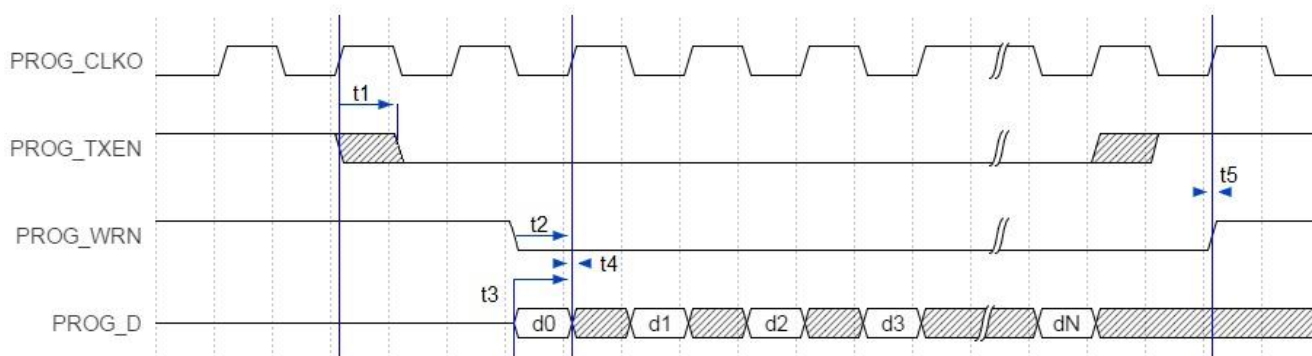 PROG_CLKO
t1
PROG_TXEN
t5
PROG_WRN
t2
t4
t3
PROG_D
d0
d1
d2
d3
dN